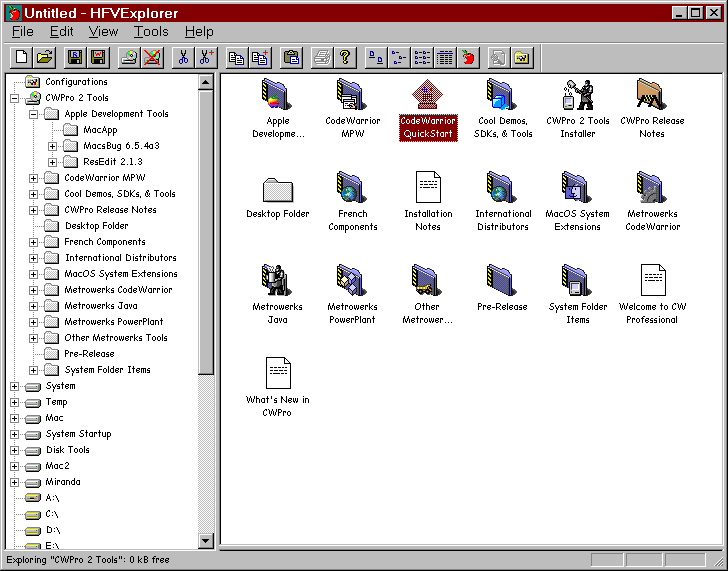 Untitled - HFVExplorer
File Edit View Tools Help
Configurations
CWPro 2 Tools
Apple Development Tools
MacApp
MacsBug 6.5.4a3
ResEdit 2.1.3
CodeWarrior MPW
Cool Demos, SDKs, & Tools
CWPro Release Notes
Desktop Folder
French Components
International Distributors
MacOS System Extensions
Metrowerks CodeWarrior
Metrowerks Java
Metrowerks PowerPlant
Other Metrowerks Tools
Pre-Release
System Folder Items
System
Temp
Mac
System Startup
Disk Tools
Mac2
Miranda
A:\
C:\
D:\
E:\
Apple
Developme...
CodeWarrior
MPW
CodeWarrior
QuickStart
Cool Demos,
SDKs, & Tools
CWPro 2 Tools
Installer
CWPro Release
Notes
Desktop Folder
French
Components
Installation
Notes
International
Distributors
MacOS System
Extensions
Metrowerks
CodeWarrior
Metrowerks
Java
Metrowerks
PowerPlant
Other
Metrower...
Pre-Release
System Folder
Items
Welcome to CW
Professional
What's New in
CWPro
Exploring "CWPro 2 Tools": 0 kB free